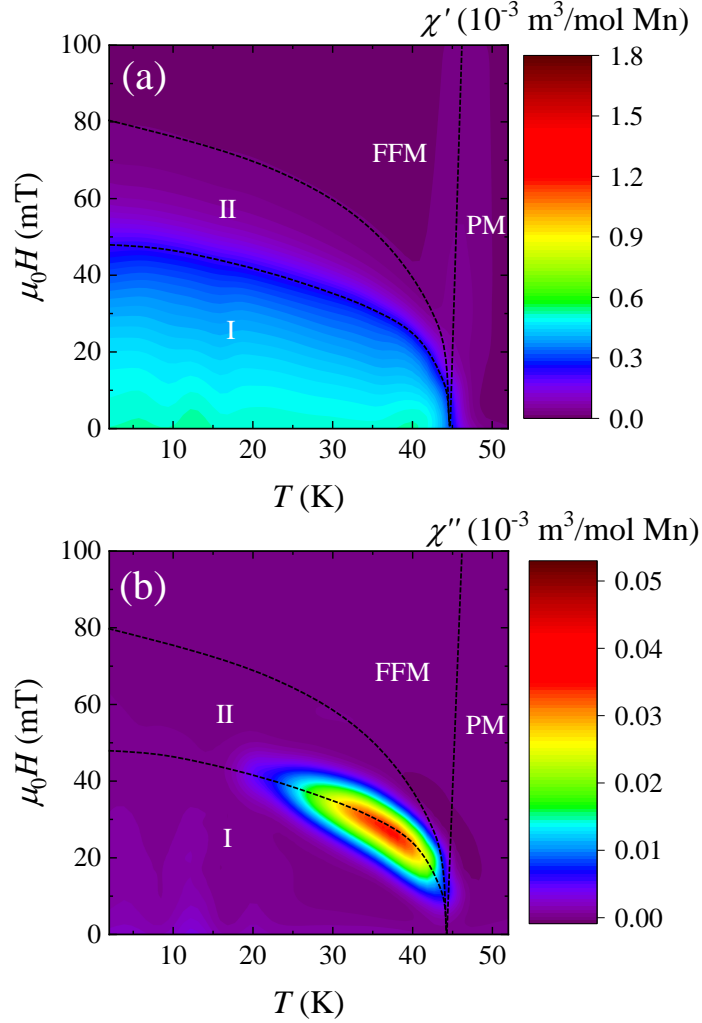 χ′ (10⁻³ m³/mol Mn)
(a)
100
80
60
40
20
0
μ₀H (mT)
FFM
II
PM
I
10 20 30 40 50
T (K)
1.8
1.5
1.2
0.9
0.6
0.3
0.0
χ′′ (10⁻³ m³/mol Mn)
(b)
100
80
60
40
20
0
μ₀H (mT)
FFM
II
PM
I
10 20 30 40 50
T (K)
0.05
0.04
0.03
0.02
0.01
0.00